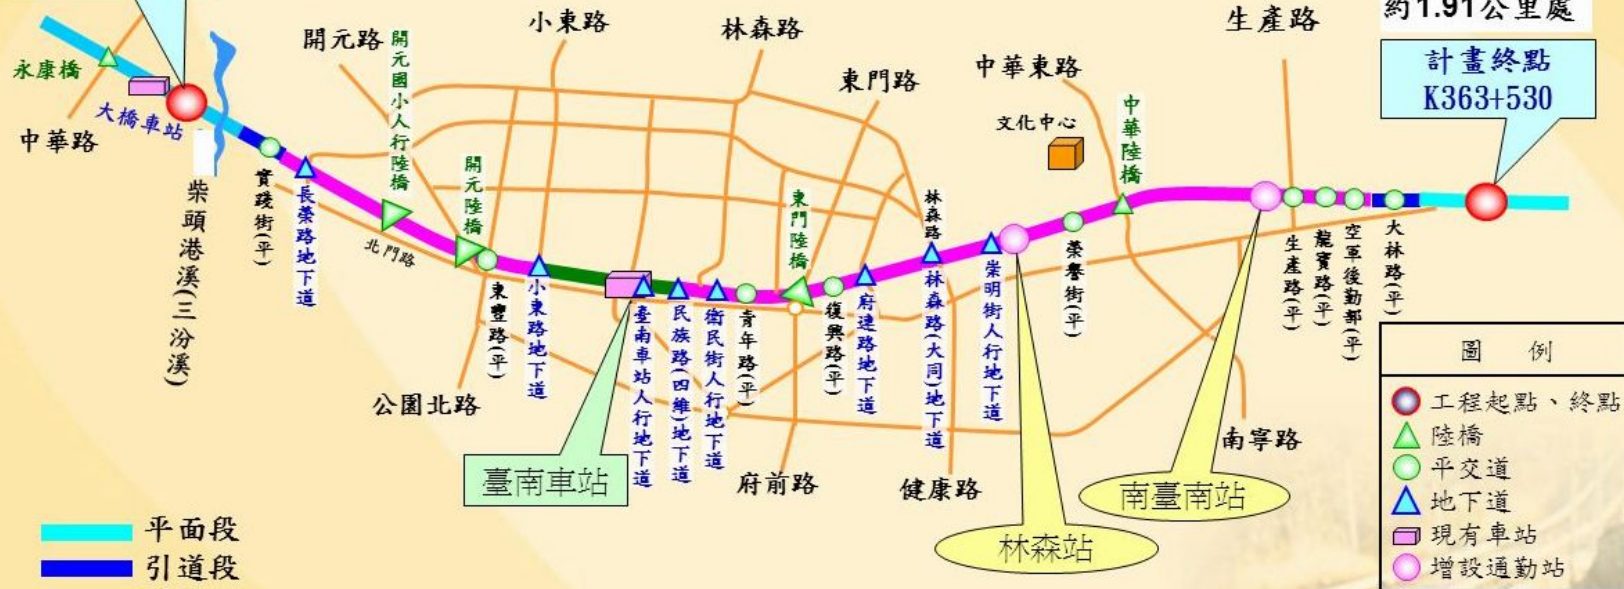 約1.91公里處
計畫終點
K363+530
永康橋
大橋車站
中華路
柴頭港溪(三汾溪)
實踐街(平)
長榮路地下道
開元路
開元國小人行陸橋
北門路
開元陸橋
東豐路(平)
小東路
小東路地下道
公園北路
臺南車站
臺南車站人行地下道
民族路(四維)地下道
衛民街人行地下道
林森路
青年路(平)
東門陸橋
府前路
復興路(平)
東門路
府連路地下道
林森路
林森路(大同)地下道
健康路
崇明街人行地下道
林森站
中華東路
文化中心
榮譽街(平)
中華陸橋
南臺南站
南寧路
生產路
生產路(平)
龍寶路(平)
空軍後勤部(平)
大林路(平)
平面段
引道段
圖 例
工程起點、終點
陸橋
平交道
地下道
現有車站
增設通勤站